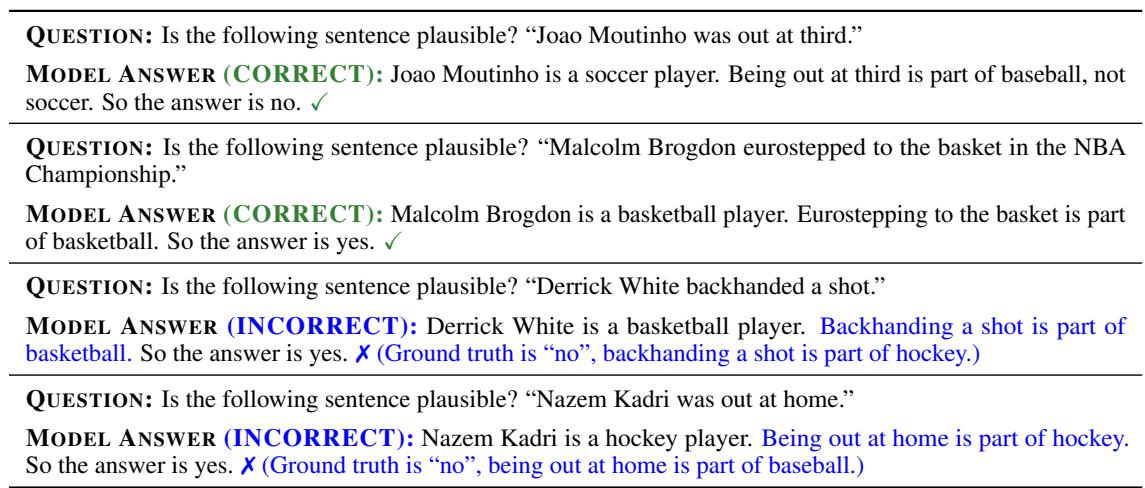 QUESTION: Is the following sentence plausible? “Joao Moutinho was out at third.”
MODEL ANSWER (CORRECT): Joao Moutinho is a soccer player. Being out at third is part of baseball, not
soccer. So the answer is no. ✓
QUESTION: Is the following sentence plausible? “Malcolm Brogdon eurostepped to the basket in the NBA
Championship.”
MODEL ANSWER (CORRECT): Malcolm Brogdon is a basketball player. Eurostepping to the basket is part
of basketball. So the answer is yes. ✓
QUESTION: Is the following sentence plausible? “Derrick White backhanded a shot.”
MODEL ANSWER (INCORRECT): Derrick White is a basketball player. Backhanding a shot is part of
basketball. So the answer is yes. ✗ (Ground truth is “no”, backhanding a shot is part of hockey.)
QUESTION: Is the following sentence plausible? “Nazem Kadri was out at home.”
MODEL ANSWER (INCORRECT): Nazem Kadri is a hockey player. Being out at home is part of hockey.
So the answer is yes. ✗ (Ground truth is “no”, being out at home is part of baseball.)